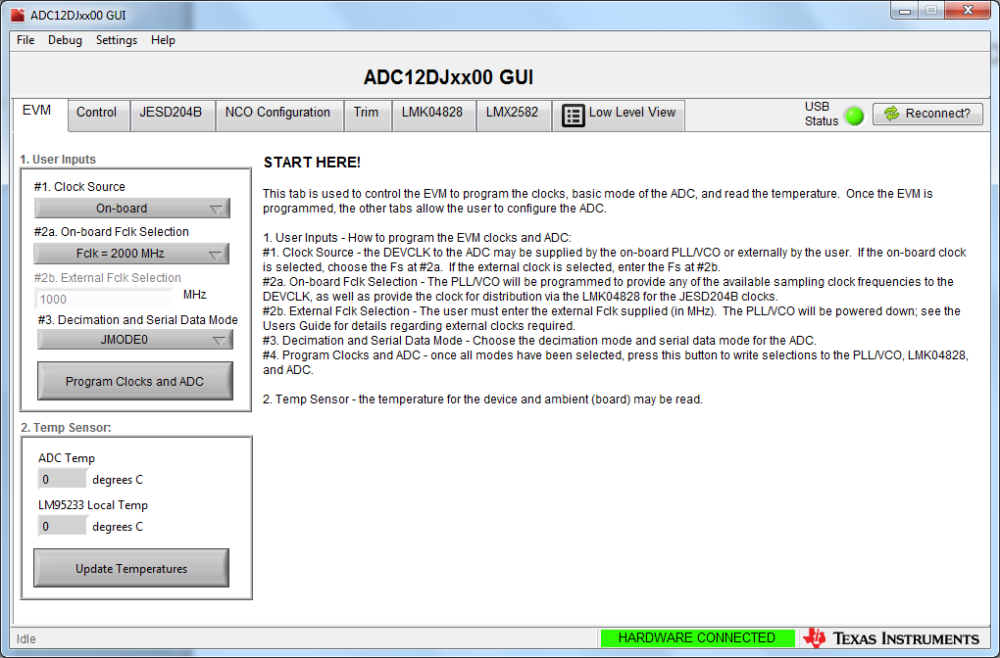 ADC12DJxx00 GUI
File Debug Settings Help
ADC12DJxx00 GUI
EVM Control JESD204B NCO Configuration Trim LMK04828 LMX2582 Low Level View
USB Status
Reconnect?
1. User Inputs
#1. Clock Source
On-board
#2a. On-board Fclk Selection
Fclk = 2000 MHz
#2b. External Fclk Selection
1000 MHz
#3. Decimation and Serial Data Mode
JMODE0
Program Clocks and ADC
2. Temp Sensor:
ADC Temp
0 degrees C
LM95233 Local Temp
0 degrees C
Update Temperatures
START HERE!
This tab is used to control the EVM to program the clocks, basic mode of the ADC, and read the temperature. Once the EVM is
programmed, the other tabs allow the user to configure the ADC.
1. User Inputs - How to program the EVM clocks and ADC:
#1. Clock Source - the DEVCLK to the ADC may be supplied by the on-board PLL/VCO or externally by the user. If the on-board clock
is selected, choose the Fs at #2a. If the external clock is selected, enter the Fs at #2b.
#2a. On-board Fclk Selection - The PLL/VCO will be programmed to provide any of the available sampling clock frequencies to the
DEVCLK, as well as provide the clock for distribution via the LMK04828 for the JESD204B clocks.
#2b. External Fclk Selection - The user must enter the external Fclk supplied (in MHz). The PLL/VCO will be powered down; see the
Users Guide for details regarding external clocks required.
#3. Decimation and Serial Data Mode - Choose the decimation mode and serial data mode for the ADC.
#4. Program Clocks and ADC - once all modes have been selected, press this button to write selections to the PLL/VCO, LMK04828,
and ADC.
2. Temp Sensor - the temperature for the device and ambient (board) may be read.
Idle
HARDWARE CONNECTED
TEXAS INSTRUMENTS